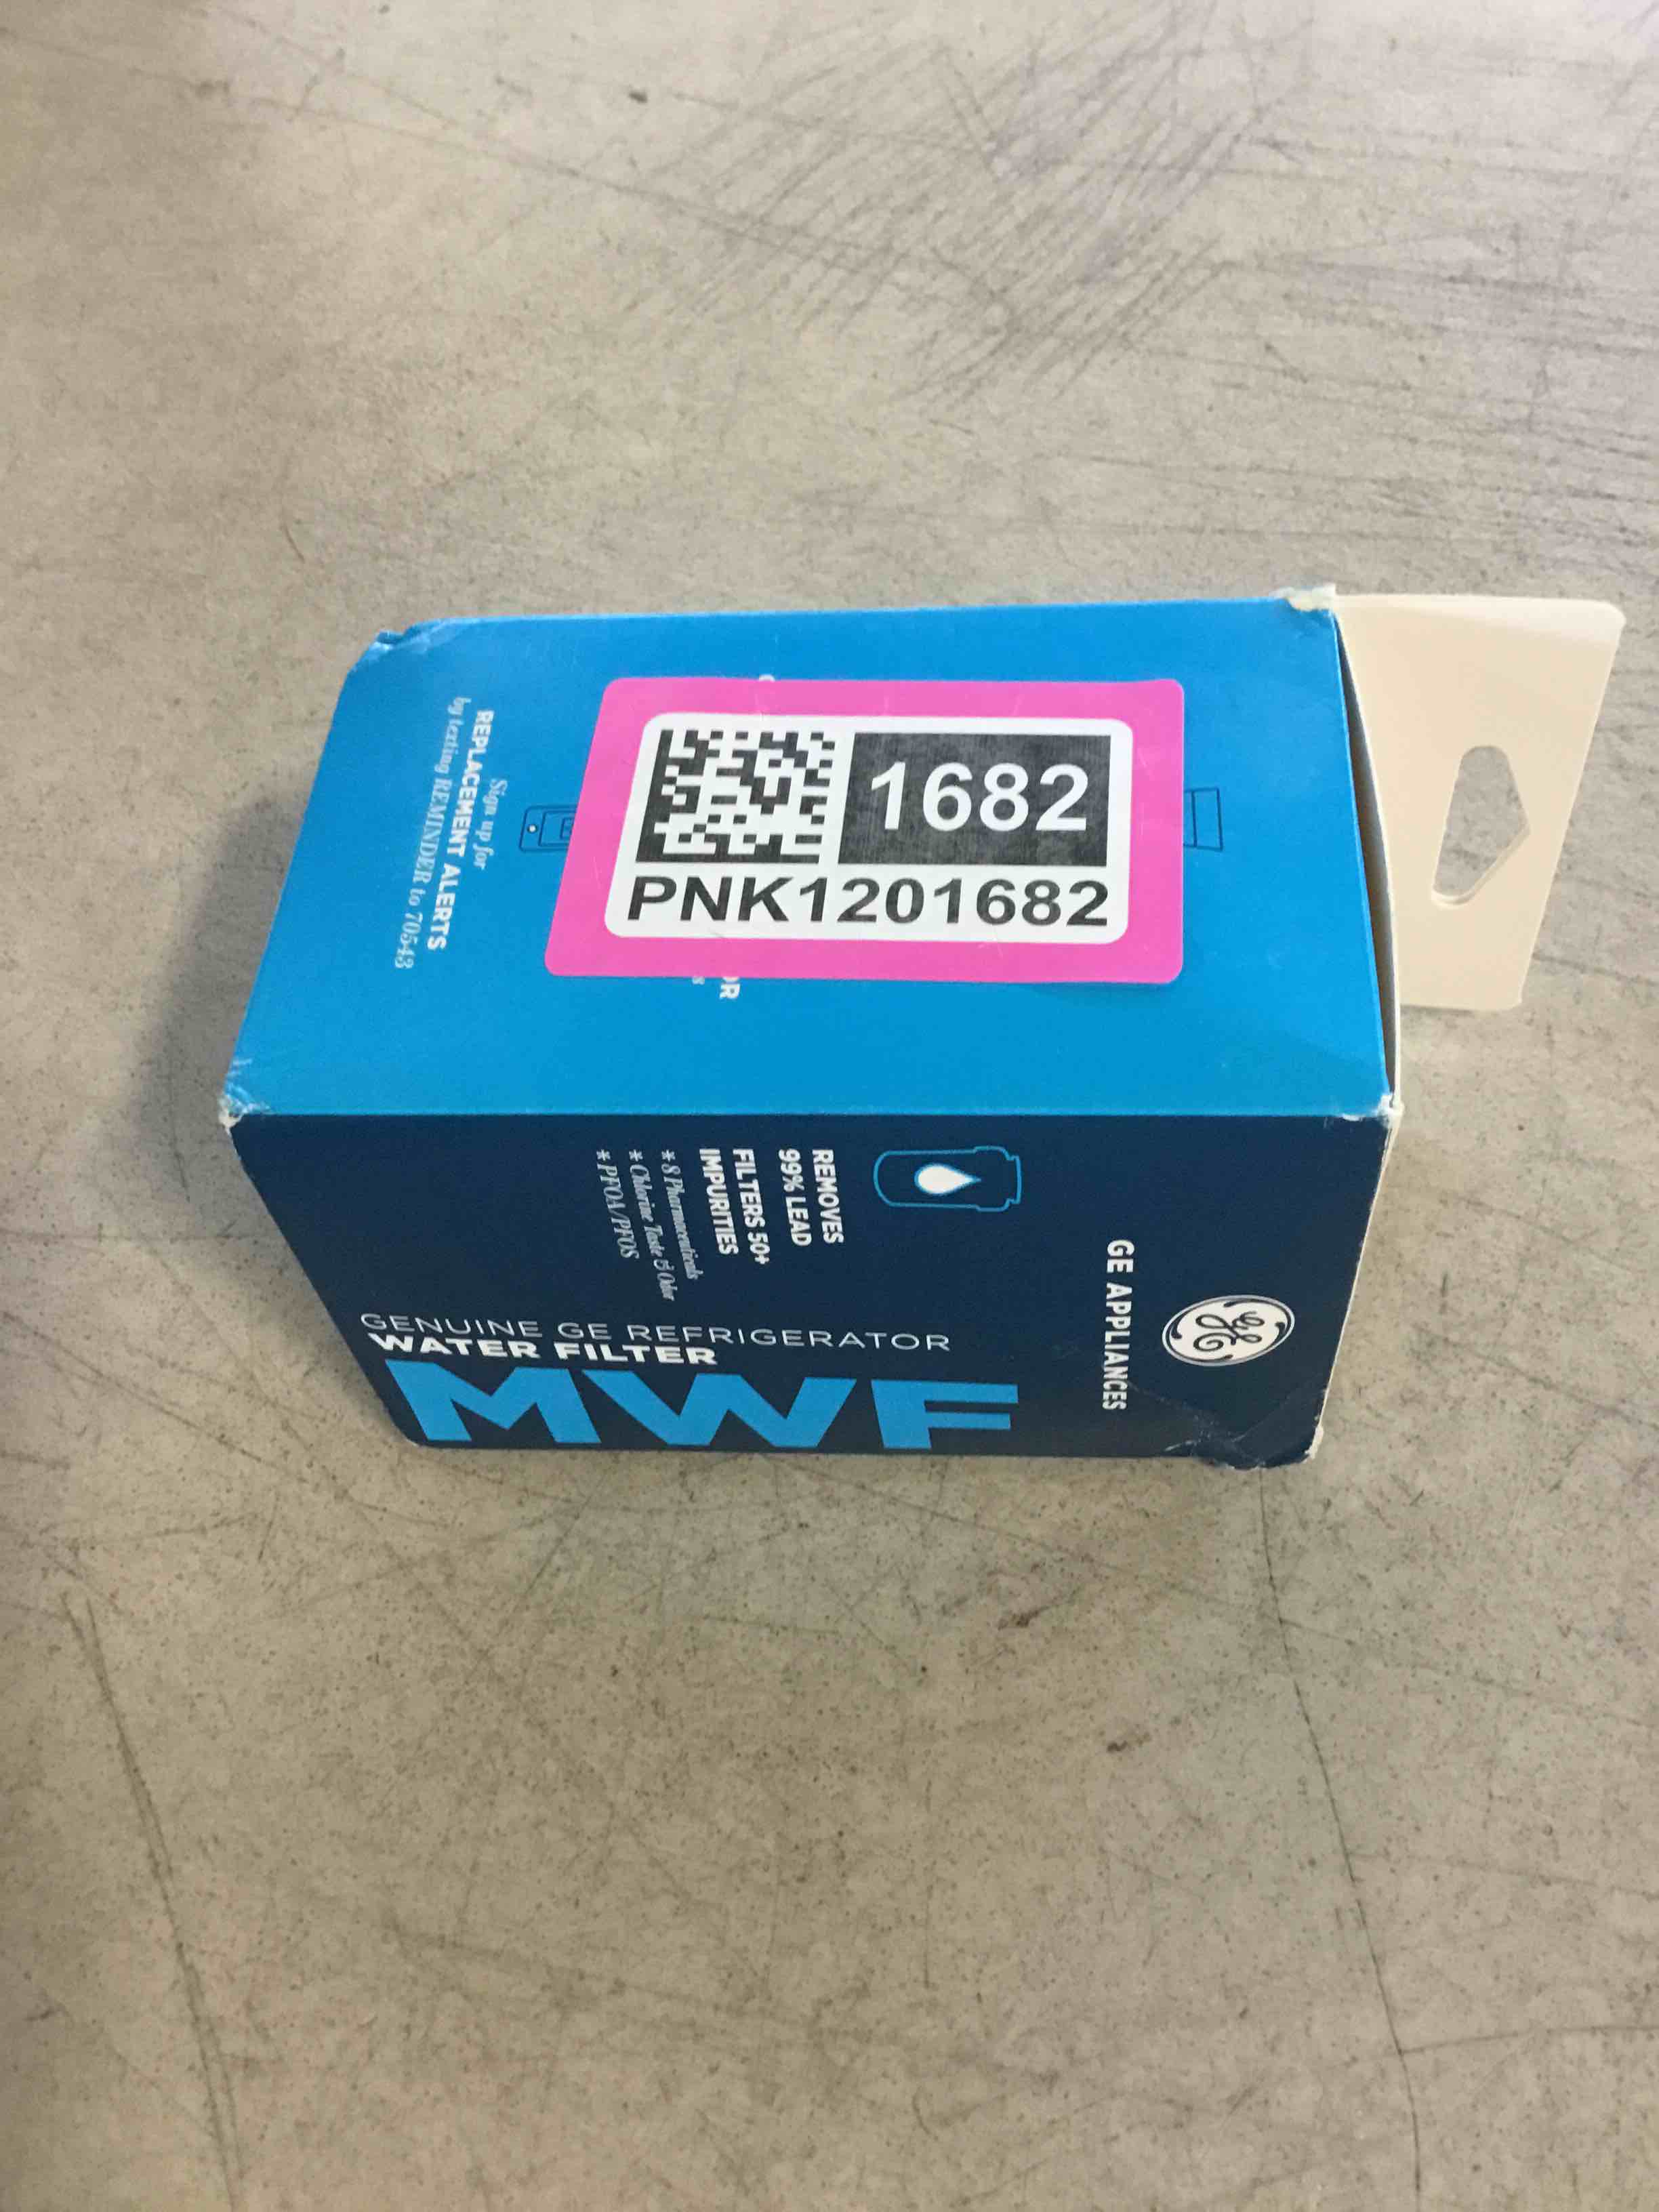 1682
PNK1201682
Sign up for
REPLACEMENT ALERTS
by texting REMINDER to 70543
REMOVES
99% LEAD
FILTERS 50+
IMPURITIES
* 8 Pharmaceuticals
* Chlorine Taste & Odor
* PFOA/PFOS
GE
GE APPLIANCES
GENUINE GE REFRIGERATOR
WATER FILTER
MWF